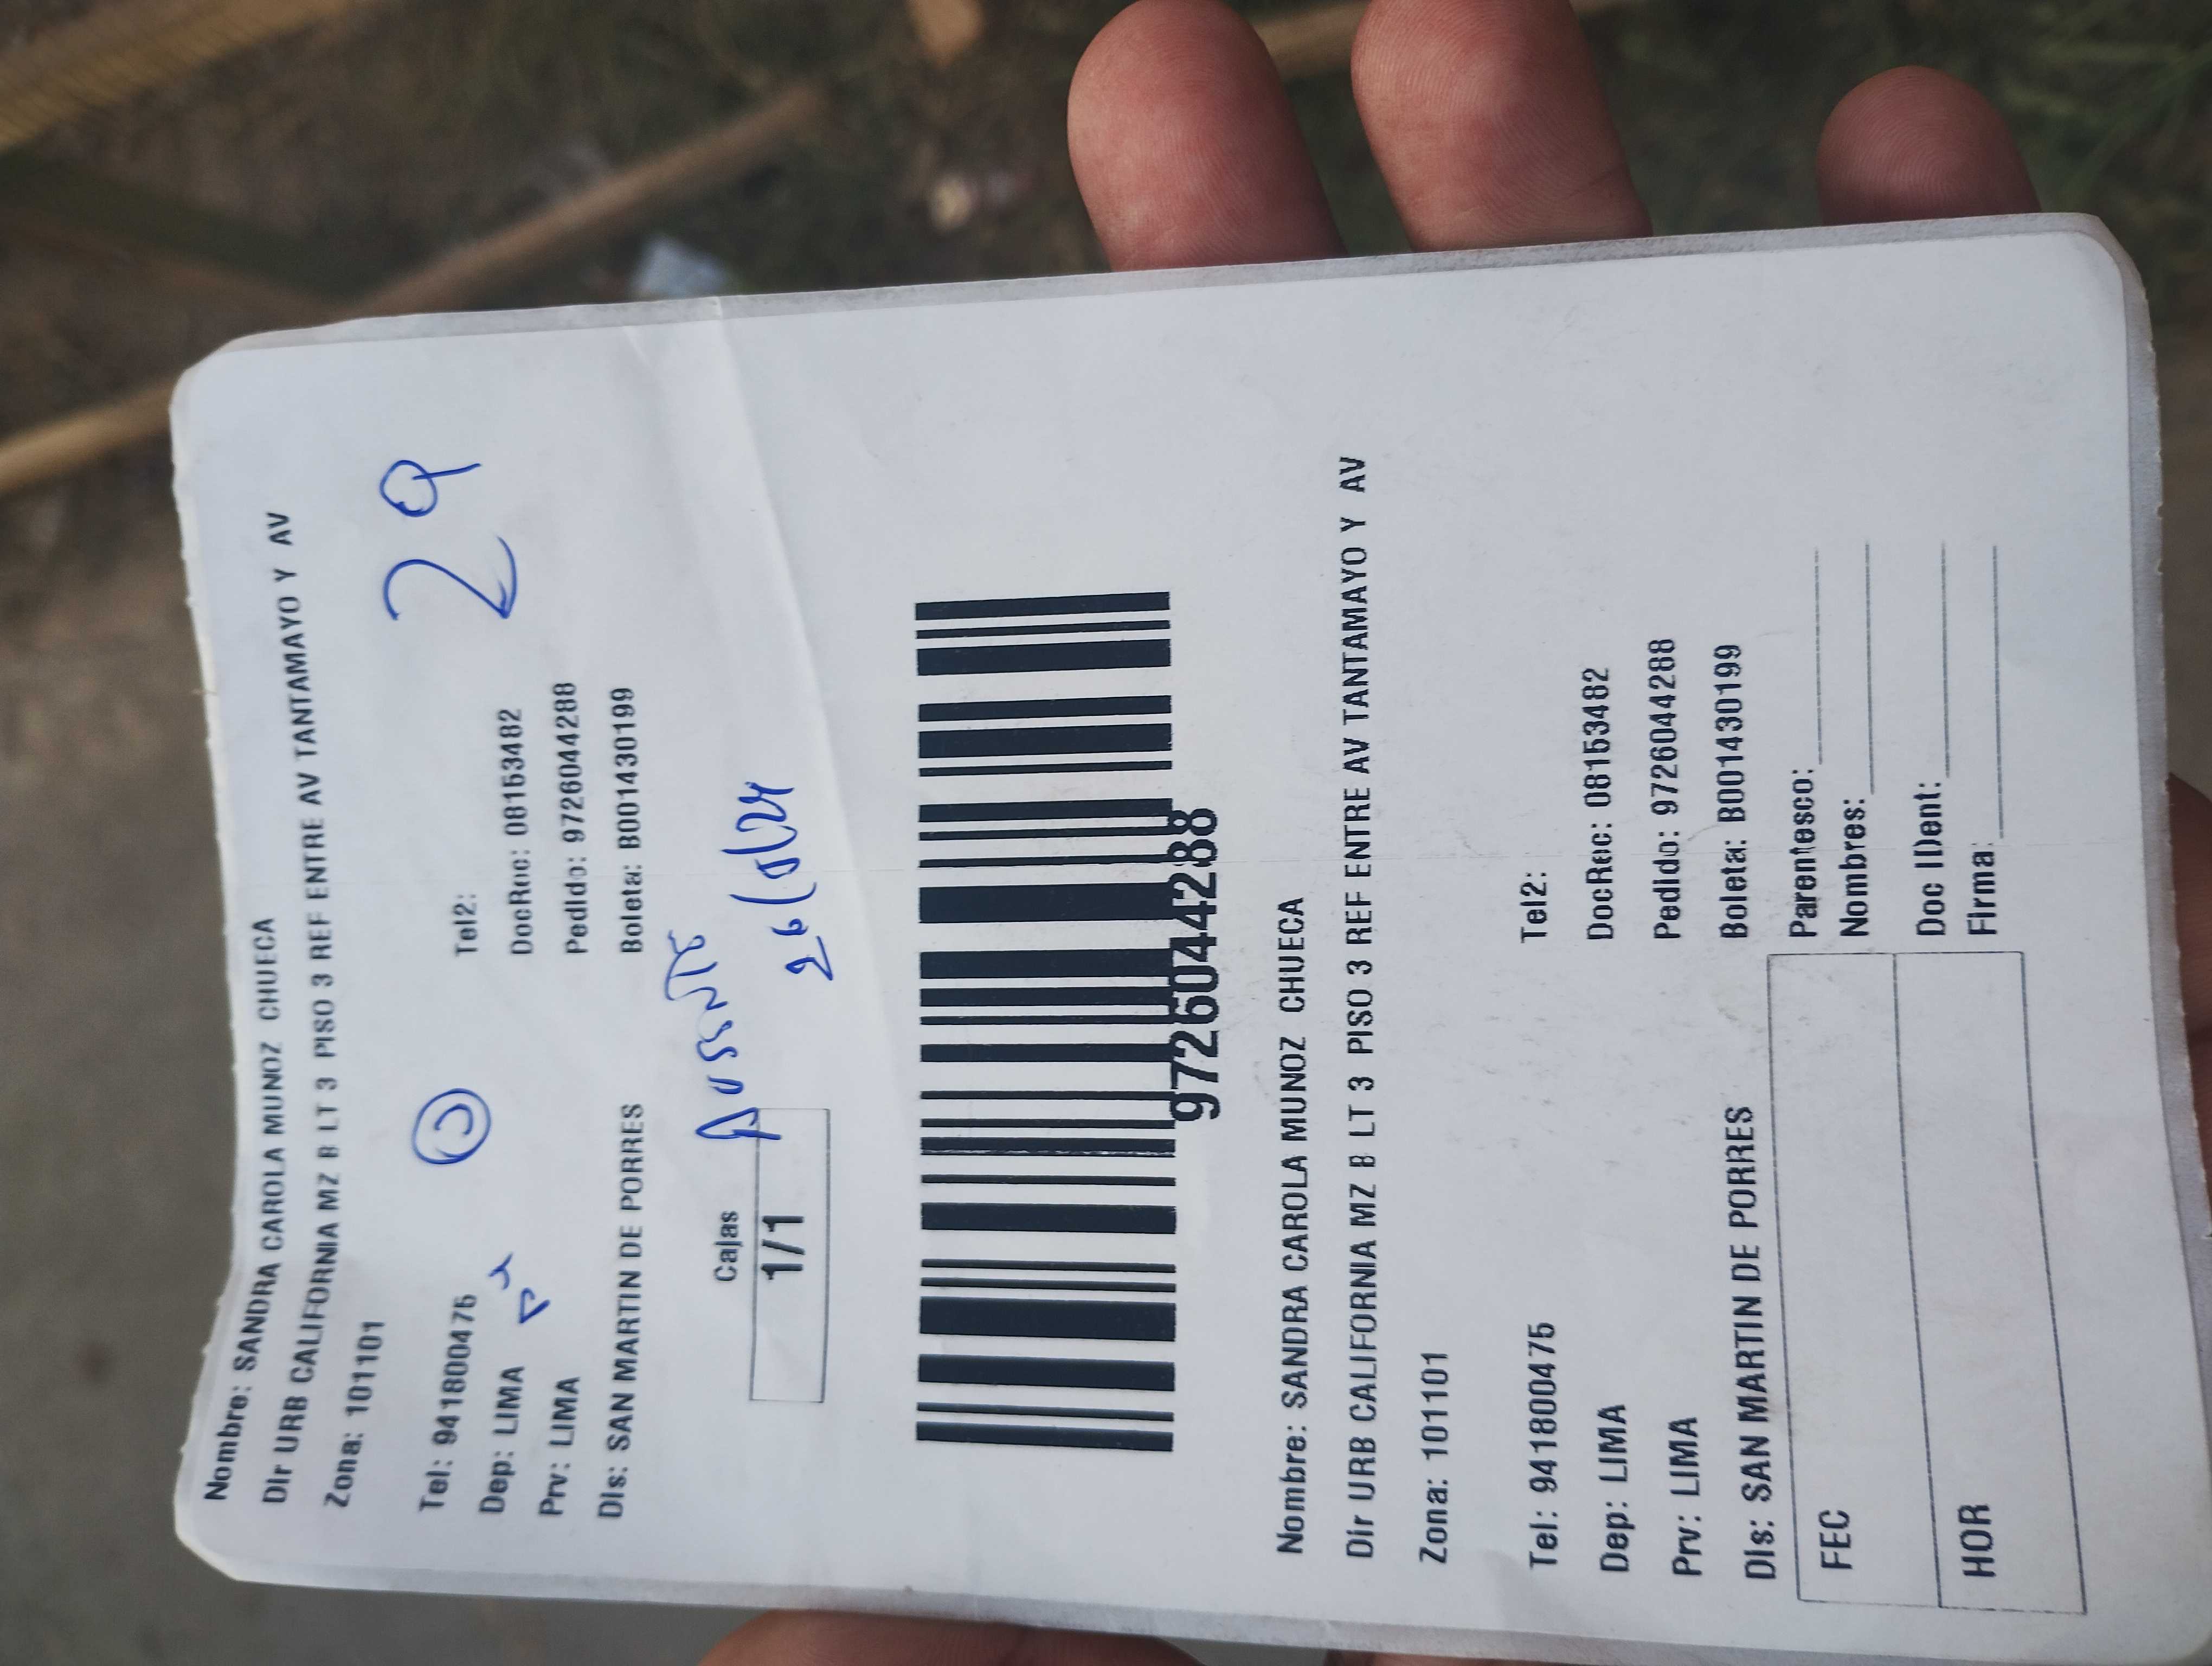 Nombre: SANDRA CAROLA MUNOZ CHUECA
Dir URB CALIFORNIA MZ B LT 3 PISO 3 REF ENTRE AV TANTAMAYO Y AV
Zona: 101101
29
Tel: 941800475 Tel2:
Dep: LIMA DocRec: 08153482
Prv: LIMA Pedido: 9726044288
Dis: SAN MARTIN DE PORRES Boleta: B001430199
Cajas
1/1
AUSENTE
26/5/24
9726044288
Nombre: SANDRA CAROLA MUNOZ CHUECA
Dir URB CALIFORNIA MZ B LT 3 PISO 3 REF ENTRE AV TANTAMAYO Y AV
Zona: 101101
Tel: 941800475 Tel2:
Dep: LIMA DocRec: 08153482
Prv: LIMA Pedido: 9726044288
Dis: SAN MARTIN DE PORRES Boleta: B001430199
FEC Parentesco:
Nombres:
HOR Doc IDent:
Firma: